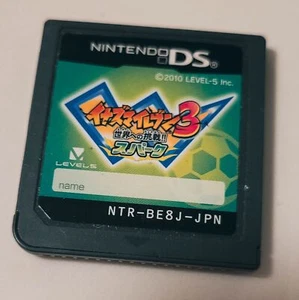 NINTENDO DS
©2010 LEVEL-5 Inc.
イナズマイレブン3
世界への挑戦!!
スパーク
LEVEL5
name
NTR-BE8J-JPN